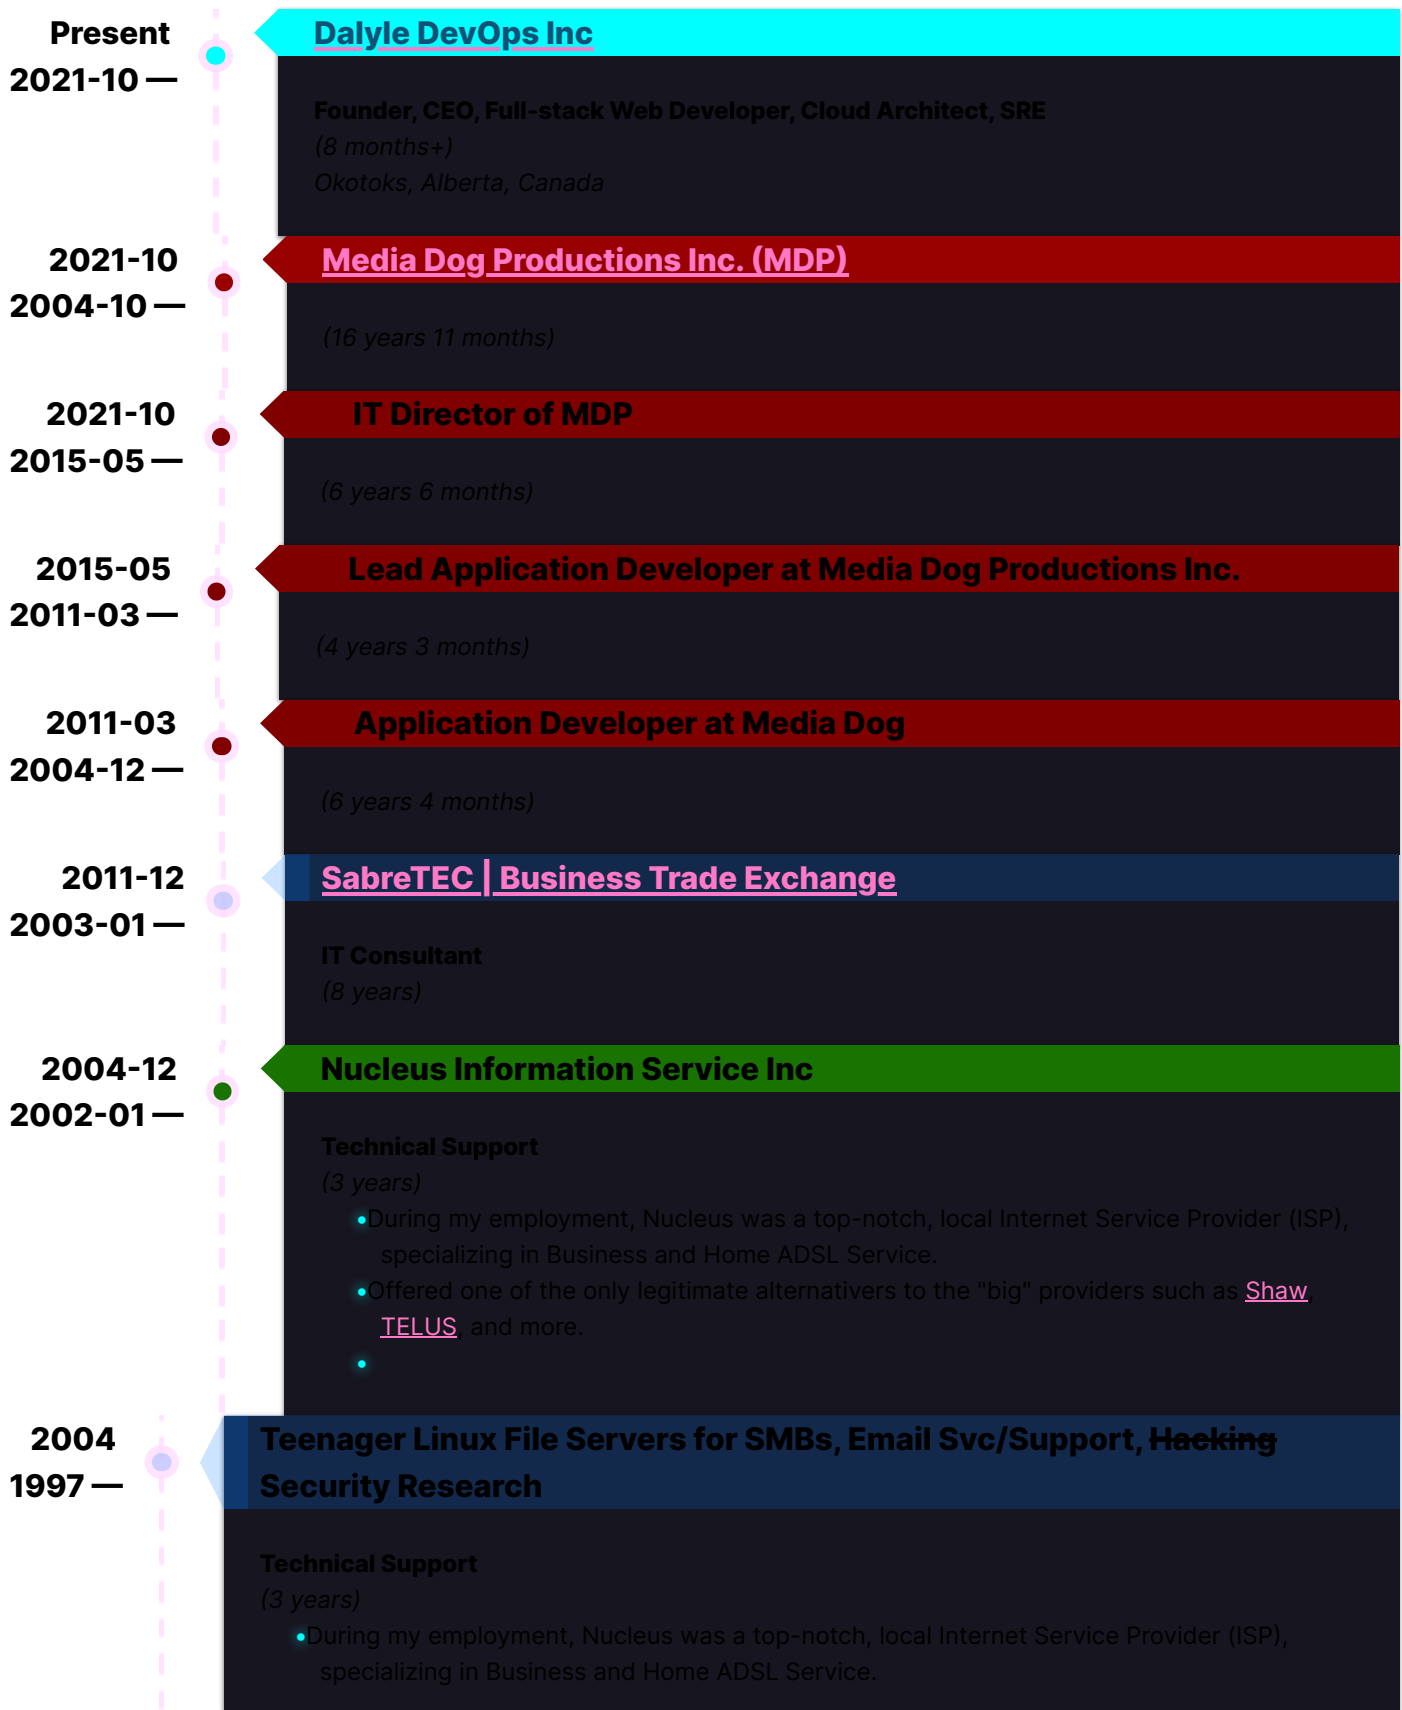 Present
2021-10 —
Dalyle DevOps Inc
Founder, CEO, Full-stack Web Developer, Cloud Architect, SRE
(8 months+)
Okotoks, Alberta, Canada
2021-10
2004-10 —
Media Dog Productions Inc. (MDP)
(16 years 11 months)
2021-10
2015-05 —
IT Director of MDP
(6 years 6 months)
2015-05
2011-03 —
Lead Application Developer at Media Dog Productions Inc.
(4 years 3 months)
2011-03
2004-12 —
Application Developer at Media Dog
(6 years 4 months)
2011-12
2003-01 —
SabreTEC | Business Trade Exchange
IT Consultant
(8 years)
2004-12
2002-01 —
Nucleus Information Service Inc
Technical Support
(3 years)
•During my employment, Nucleus was a top-notch, local Internet Service Provider (ISP),
specializing in Business and Home ADSL Service.
•Offered one of the only legitimate alternativers to the "big" providers such as Shaw,
TELUS, and more.
•
2004
1997 —
Teenager Linux File Servers for SMBs, Email Svc/Support, Hacking
Security Research
Technical Support
(3 years)
•During my employment, Nucleus was a top-notch, local Internet Service Provider (ISP),
specializing in Business and Home ADSL Service.